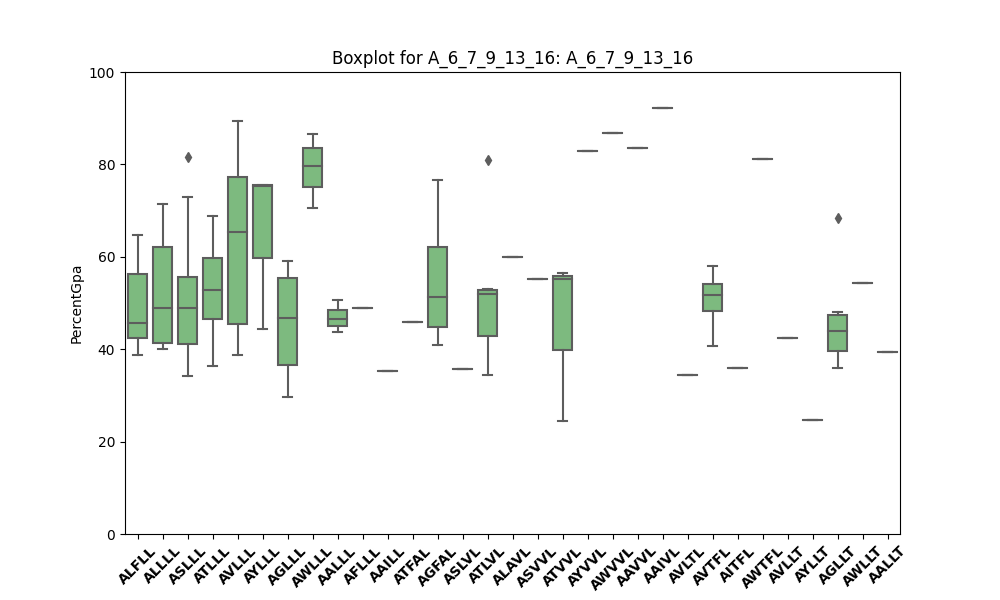 Boxplot for A_6_7_9_13_16: A_6_7_9_13_16
100
80
60
40
20
0
PercentGpa
ALFLL
ALLLL
ASLLL
ATLLL
AVLLL
AYLLL
AGLLL
AWLLL
AALLL
AFLLL
AAILL
ATFAL
AGFAL
ASLVL
ATLVL
ALAVL
ASVVL
ATVVL
AYVVL
AWVVL
AAVVL
AAIVL
AVLTL
AVTFL
AITFL
AWTFL
AVLLT
AYLLT
AGLLT
AWLLT
AALLT